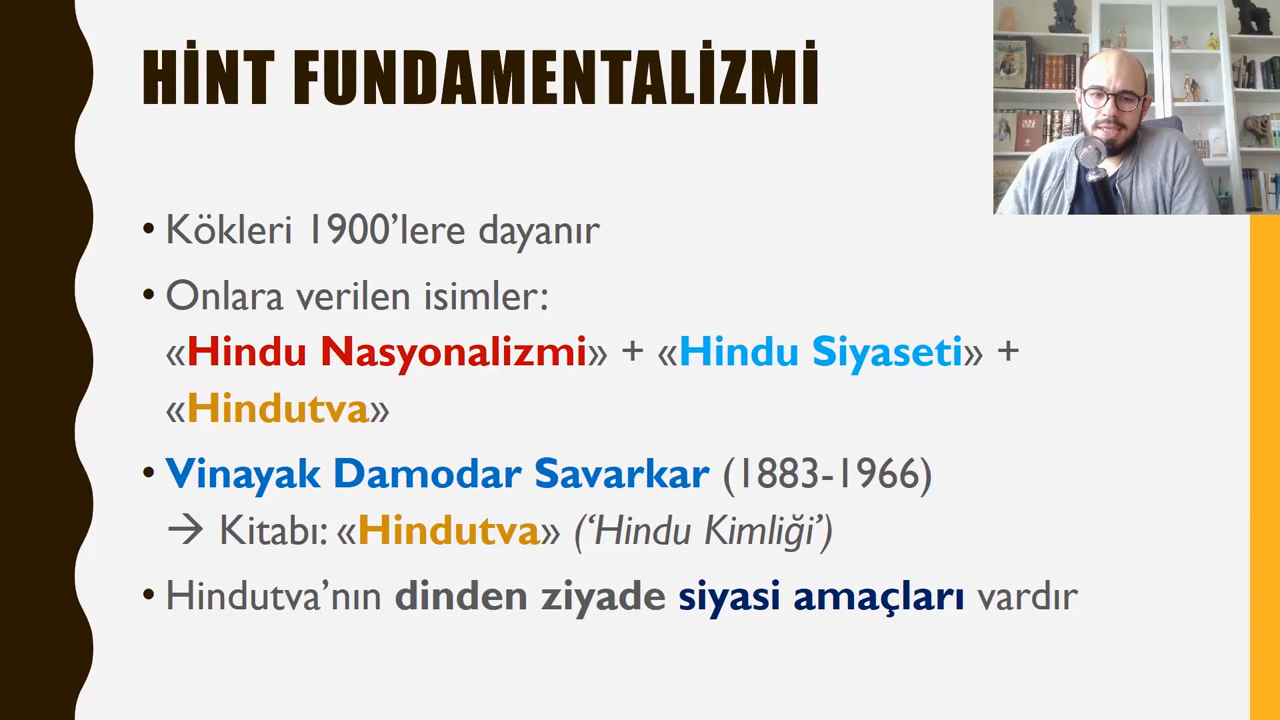 HİNT FUNDAMENTALİZMİ
• Kökleri 1900’lere dayanır
• Onlara verilen isimler:
«Hindu Nasyonalizmi» + «Hindu Siyaseti» +
«Hindutva»
• Vinayak Damodar Savarkar (1883-1966)
→ Kitabı: «Hindutva» (‘Hindu Kimliği’)
• Hindutva’nın dinden ziyade siyasi amaçları vardır